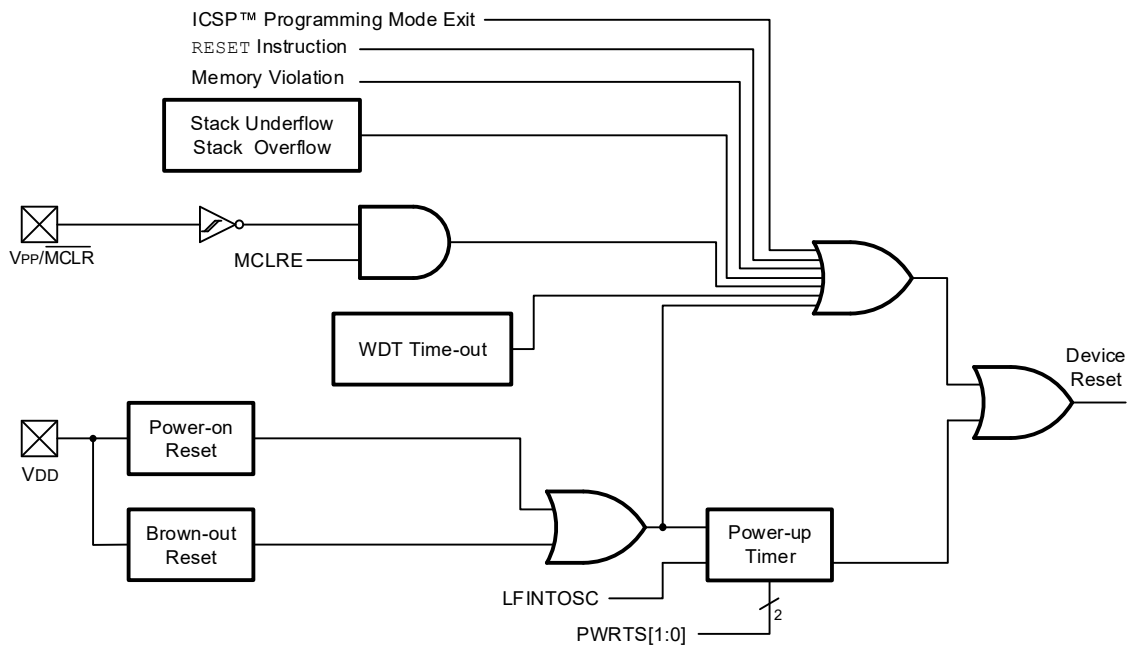 ICSP™ Programming Mode Exit
RESET Instruction
Memory Violation
Stack Underflow
Stack Overflow
VPP/MCLR
MCLRE
WDT Time-out
Device
Reset
Power-on
Reset
VDD
Brown-out
Reset
Power-up
Timer
LFINTOSC
2
PWRTS[1:0]